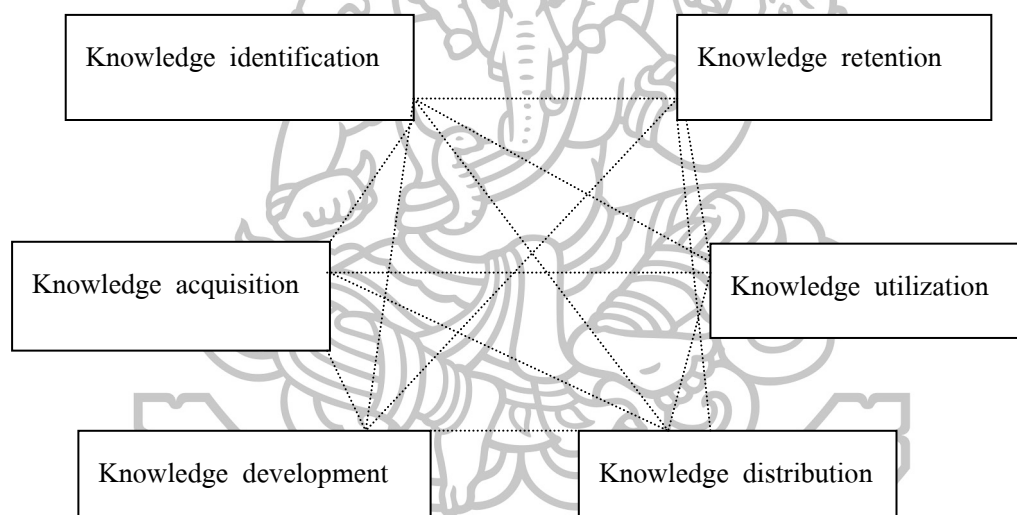 Knowledge identification
Knowledge retention
Knowledge acquisition
Knowledge utilization
Knowledge development
Knowledge distribution